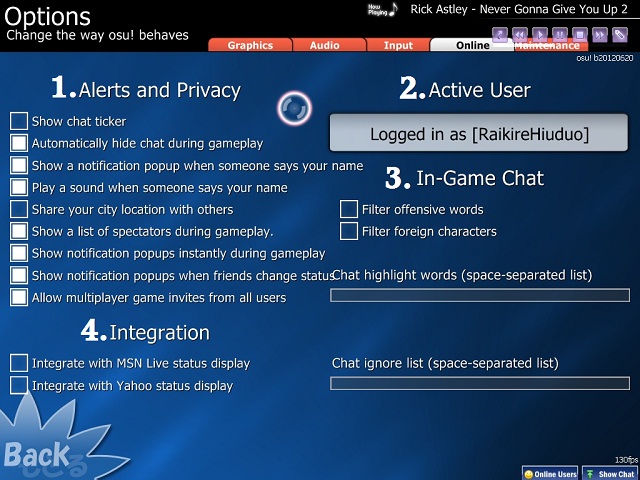 Options
Change the way osu! behaves
Now Playing
Rick Astley - Never Gonna Give You Up 2
Graphics
Audio
Input
Online
Maintenance
osu! b20120620
1. Alerts and Privacy
Show chat ticker
Automatically hide chat during gameplay
Show a notification popup when someone says your name
Play a sound when someone says your name
Share your city location with others
Show a list of spectators during gameplay.
Show notification popups instantly during gameplay
Show notification popups when friends change status
Allow multiplayer game invites from all users
2. Active User
Logged in as [RaikireHiuduo]
3. In-Game Chat
Filter offensive words
Filter foreign characters
Chat highlight words (space-separated list)
Chat ignore list (space-separated list)
4. Integration
Integrate with MSN Live status display
Integrate with Yahoo status display
Back
もどる
130fps
Online Users
Show Chat